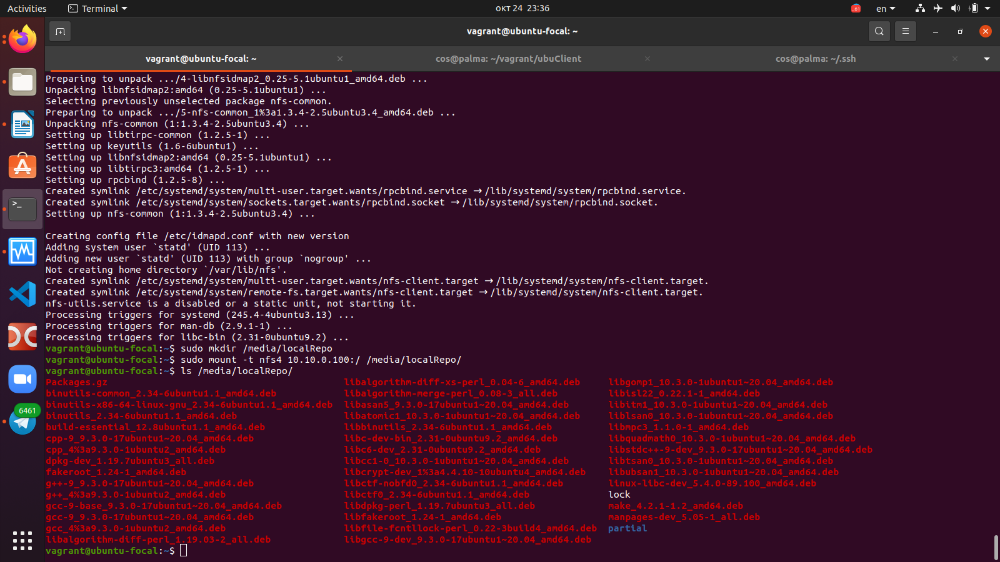 Activities Terminal окт 24 23:36 en
vagrant@ubuntu-focal: ~
vagrant@ubuntu-focal: ~ cos@palma: ~/vagrant/ubuClient cos@palma: ~/.ssh
Preparing to unpack .../4-libnfsidmap2_0.25-5.1ubuntu1_amd64.deb ...
Unpacking libnfsidmap2:amd64 (0.25-5.1ubuntu1) ...
Selecting previously unselected package nfs-common.
Preparing to unpack .../5-nfs-common_1%3a1.3.4-2.5ubuntu3.4_amd64.deb ...
Unpacking nfs-common (1:1.3.4-2.5ubuntu3.4) ...
Setting up libtirpc-common (1.2.5-1) ...
Setting up keyutils (1.6-6ubuntu1) ...
Setting up libnfsidmap2:amd64 (0.25-5.1ubuntu1) ...
Setting up libtirpc3:amd64 (1.2.5-1) ...
Setting up rpcbind (1.2.5-8) ...
Created symlink /etc/systemd/system/multi-user.target.wants/rpcbind.service → /lib/systemd/system/rpcbind.service.
Created symlink /etc/systemd/system/sockets.target.wants/rpcbind.socket → /lib/systemd/system/rpcbind.socket.
Setting up nfs-common (1:1.3.4-2.5ubuntu3.4) ...
Creating config file /etc/idmapd.conf with new version
Adding system user `statd' (UID 113) ...
Adding new user `statd' (UID 113) with group `nogroup' ...
Not creating home directory `/var/lib/nfs'.
Created symlink /etc/systemd/system/multi-user.target.wants/nfs-client.target → /lib/systemd/system/nfs-client.target.
Created symlink /etc/systemd/system/remote-fs.target.wants/nfs-client.target → /lib/systemd/system/nfs-client.target.
nfs-utils.service is a disabled or a static unit, not starting it.
Processing triggers for systemd (245.4-4ubuntu3.13) ...
Processing triggers for man-db (2.9.1-1) ...
Processing triggers for libc-bin (2.31-0ubuntu9.2) ...
vagrant@ubuntu-focal:~$ sudo mkdir /media/localRepo
vagrant@ubuntu-focal:~$ sudo mount -t nfs4 10.10.0.100:/ /media/localRepo/
vagrant@ubuntu-focal:~$ ls /media/localRepo/
Packages.gz libalgorithm-diff-xs-perl_0.04-6_amd64.deb libgomp1_10.3.0-1ubuntu1~20.04_amd64.deb
binutils-common_2.34-6ubuntu1.1_amd64.deb libalgorithm-merge-perl_0.08-3_all.deb libisl22_0.22.1-1_amd64.deb
binutils-x86-64-linux-gnu_2.34-6ubuntu1.1_amd64.deb libasan5_9.3.0-17ubuntu1~20.04_amd64.deb libitm1_10.3.0-1ubuntu1~20.04_amd64.deb
binutils_2.34-6ubuntu1.1_amd64.deb libatomic1_10.3.0-1ubuntu1~20.04_amd64.deb liblsan0_10.3.0-1ubuntu1~20.04_amd64.deb
build-essential_12.8ubuntu1.1_amd64.deb libbinutils_2.34-6ubuntu1.1_amd64.deb libmpc3_1.1.0-1_amd64.deb
cpp-9_9.3.0-17ubuntu1~20.04_amd64.deb libc-dev-bin_2.31-0ubuntu9.2_amd64.deb libquadmath0_10.3.0-1ubuntu1~20.04_amd64.deb
cpp_4%3a9.3.0-1ubuntu2_amd64.deb libc6-dev_2.31-0ubuntu9.2_amd64.deb libstdc++-9-dev_9.3.0-17ubuntu1~20.04_amd64.deb
dpkg-dev_1.19.7ubuntu3_all.deb libcc1-0_10.3.0-1ubuntu1~20.04_amd64.deb libtsan0_10.3.0-1ubuntu1~20.04_amd64.deb
fakeroot_1.24-1_amd64.deb libcrypt-dev_1%3a4.4.10-10ubuntu4_amd64.deb libubsan1_10.3.0-1ubuntu1~20.04_amd64.deb
g++-9_9.3.0-17ubuntu1~20.04_amd64.deb libctf-nobfd0_2.34-6ubuntu1.1_amd64.deb linux-libc-dev_5.4.0-89.100_amd64.deb
g++_4%3a9.3.0-1ubuntu2_amd64.deb libctf0_2.34-6ubuntu1.1_amd64.deb lock
gcc-9-base_9.3.0-17ubuntu1~20.04_amd64.deb libdpkg-perl_1.19.7ubuntu3_all.deb make_4.2.1-1.2_amd64.deb
gcc-9_9.3.0-17ubuntu1~20.04_amd64.deb libfakeroot_1.24-1_amd64.deb manpages-dev_5.05-1_all.deb
gcc_4%3a9.3.0-1ubuntu2_amd64.deb libfile-fcntllock-perl_0.22-3build4_amd64.deb partial
libalgorithm-diff-perl_1.19.03-2_all.deb libgcc-9-dev_9.3.0-17ubuntu1~20.04_amd64.deb
vagrant@ubuntu-focal:~$
6461